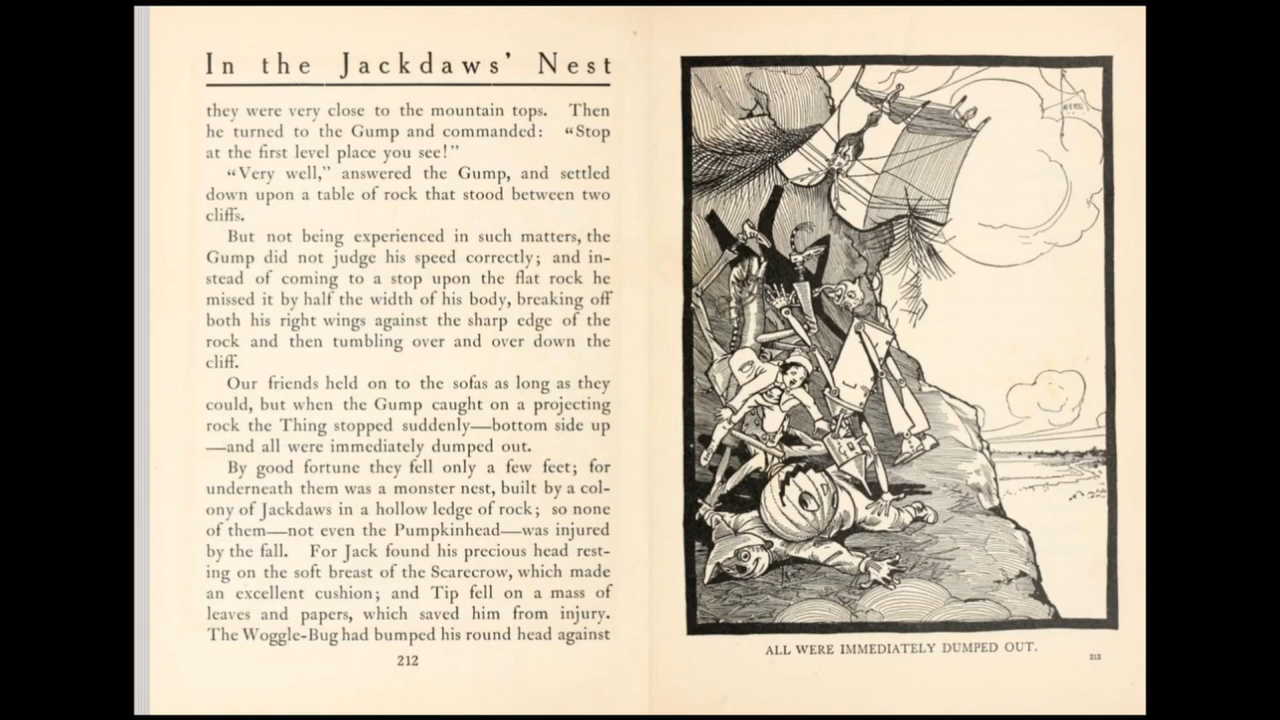 In the Jackdaws' Nest
they were very close to the mountain tops. Then
he turned to the Gump and commanded: “Stop
at the first level place you see!”
“Very well,” answered the Gump, and settled
down upon a table of rock that stood between two
cliffs.
But not being experienced in such matters, the
Gump did not judge his speed correctly; and in-
stead of coming to a stop upon the flat rock he
missed it by half the width of his body, breaking off
both his right wings against the sharp edge of the
rock and then tumbling over and over down the
cliff.
Our friends held on to the sofas as long as they
could, but when the Gump caught on a projecting
rock the Thing stopped suddenly—bottom side up
—and all were immediately dumped out.
By good fortune they fell only a few feet; for
underneath them was a monster nest, built by a col-
ony of Jackdaws in a hollow ledge of rock; so none
of them—not even the Pumpkinhead—was injured
by the fall. For Jack found his precious head rest-
ing on the soft breast of the Scarecrow, which made
an excellent cushion; and Tip fell on a mass of
leaves and papers, which saved him from injury.
The Woggle-Bug had bumped his round head against
212
ALL WERE IMMEDIATELY DUMPED OUT.
213